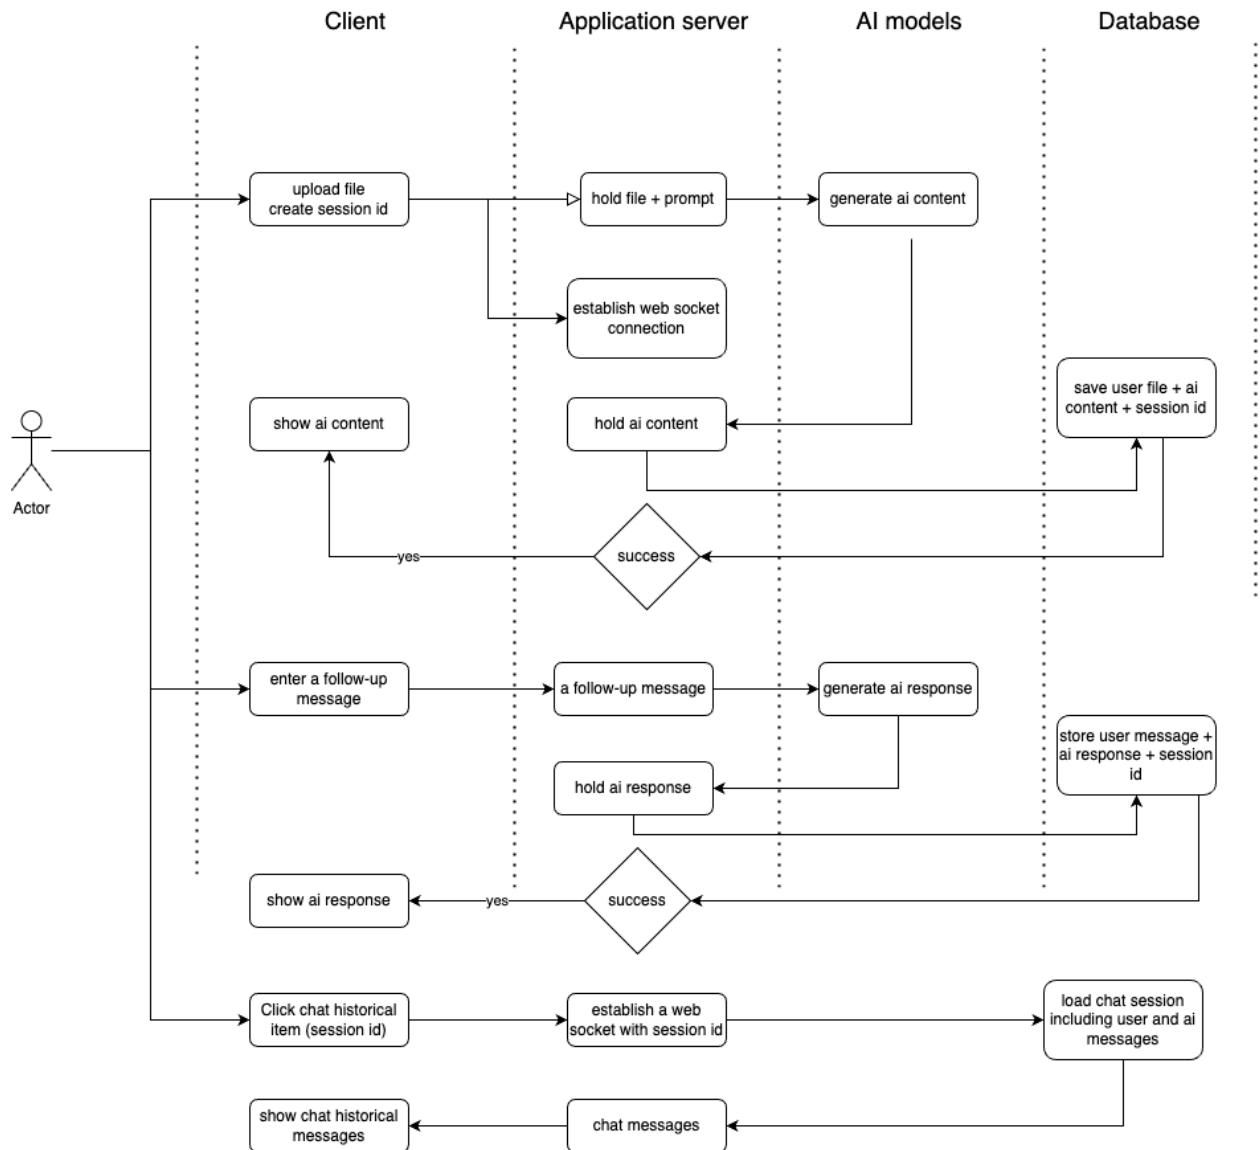 Client
Application server
AI models
Database
upload file
create session id
hold file + prompt
generate ai content
establish web socket
connection
save user file + ai
content + session id
show ai content
hold ai content
Actor
success
yes
enter a follow-up
message
a follow-up message
generate ai response
store user message +
ai response + session
id
hold ai response
show ai response
yes
success
Click chat historical
item (session id)
establish a web
socket with session id
load chat session
including user and ai
messages
show chat historical
messages
chat messages